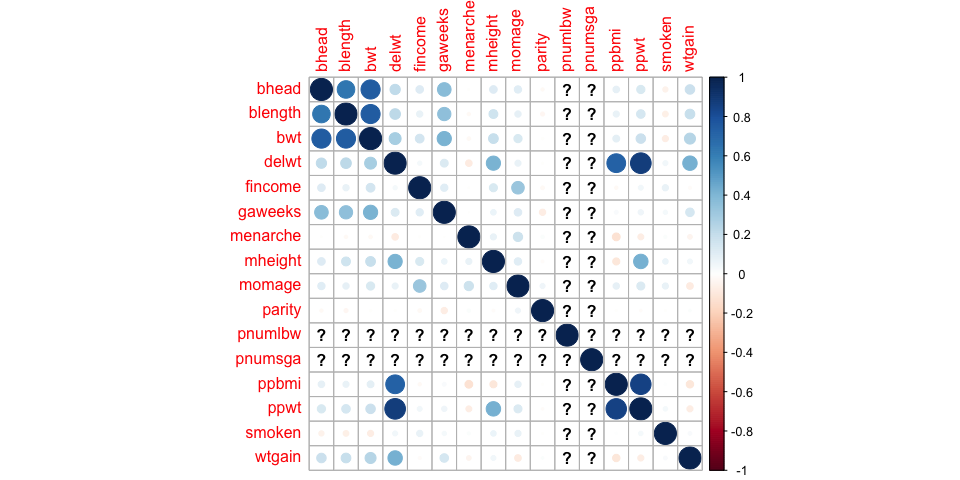 bhead blength bwt delwt fincome gaweeks menarche mheight momage parity pnumlbw pnumsga ppbmi ppwt smoken wtgain
bhead ? ? 1
blength ? ? 0.8
bwt ? ? 0.6
delwt ? ? 0.4
fincome ? ? 0.2
gaweeks ? ? 0
menarche ? ? -0.2
mheight ? ? -0.4
momage ? ? -0.6
parity ? ? -0.8
pnumlbw ? ? ? ? ? ? ? ? ? ? ? ? ? ? ? -1
pnumsga ? ? ? ? ? ? ? ? ? ? ? ? ? ? ?
ppbmi ? ?
ppwt ? ?
smoken ? ?
wtgain ? ?